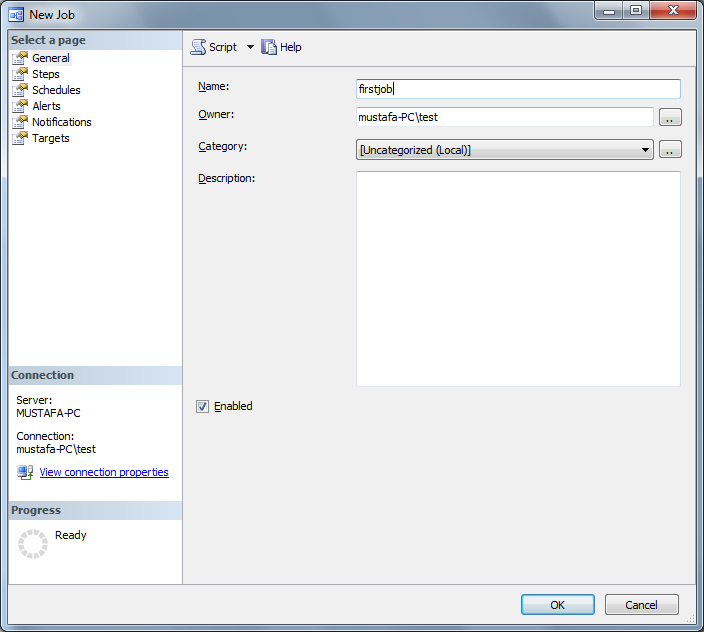 New Job
Select a page
General
Steps
Schedules
Alerts
Notifications
Targets
Script
Help
Name:
firstjob
Owner:
mustafa-PC\test
..
Category:
[Uncategorized (Local)]
..
Description:
Enabled
Connection
Server:
MUSTAFA-PC
Connection:
mustafa-PC\test
View connection properties
Progress
Ready
OK
Cancel